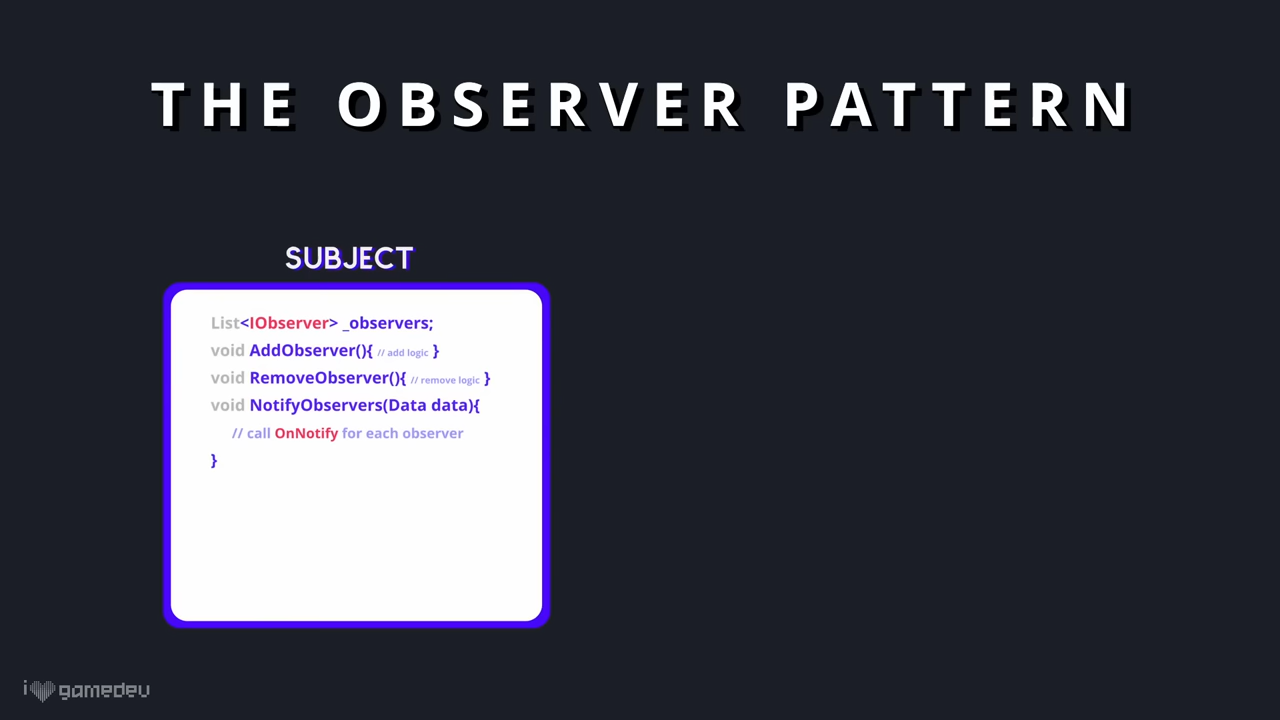 THE OBSERVER PATTERN
SUBJECT
List<IObserver> _observers;
void AddObserver(){ // add logic }
void RemoveObserver(){ // remove logic }
void NotifyObservers(Data data){
// call OnNotify for each observer
}
i gamedev